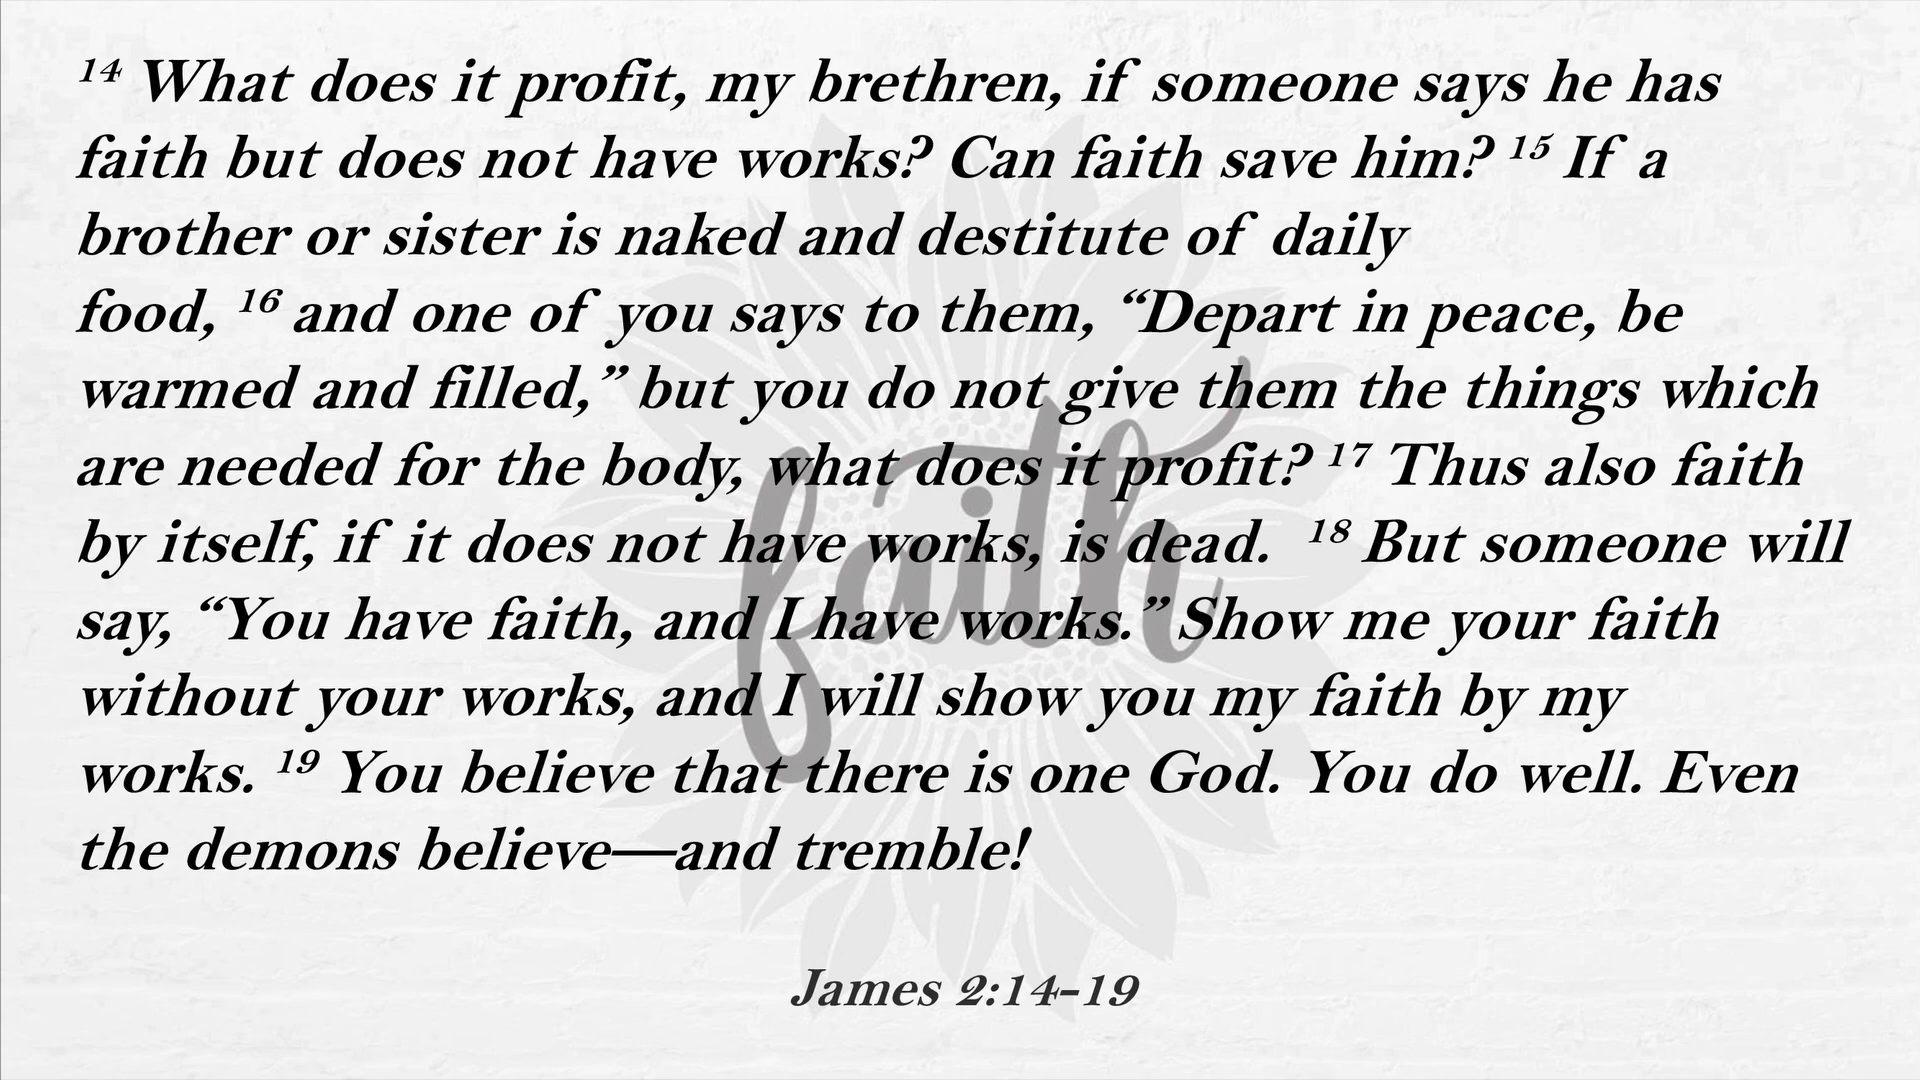 ¹⁴ What does it profit, my brethren, if someone says he has
faith but does not have works? Can faith save him? ¹⁵ If a
brother or sister is naked and destitute of daily
food, ¹⁶ and one of you says to them, “Depart in peace, be
warmed and filled,” but you do not give them the things which
are needed for the body, what does it profit? ¹⁷ Thus also faith
by itself, if it does not have works, is dead. ¹⁸ But someone will
say, “You have faith, and I have works.” Show me your faith
without your works, and I will show you my faith by my
works. ¹⁹ You believe that there is one God. You do well. Even
the demons believe—and tremble!
faith
James 2:14–19